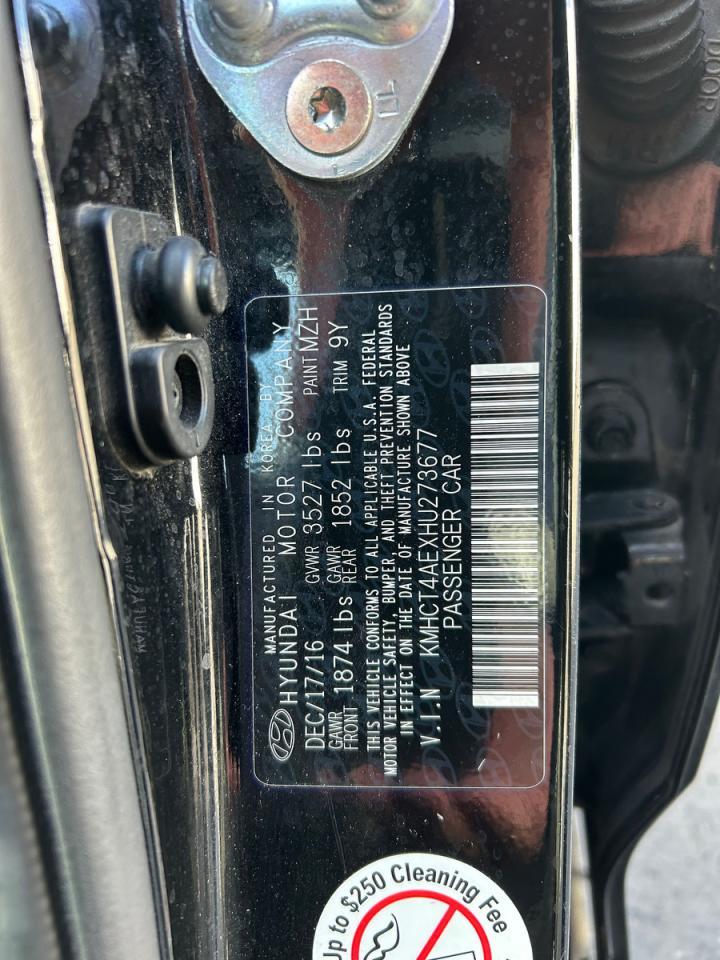 MANUFACTURED IN KOREA BY
HYUNDAI MOTOR COMPANY
DEC/17/16 GVWR 3527 lbs PAINT MZH
GAWR FRONT 1874 lbs GAWR REAR 1852 lbs TRIM 9Y
THIS VEHICLE CONFORMS TO ALL APPLICABLE U.S.A. FEDERAL
MOTOR VEHICLE SAFETY, BUMPER, AND THEFT PREVENTION STANDARDS
IN EFFECT ON THE DATE OF MANUFACTURE SHOWN ABOVE
V.I.N KMHCT4AEXHU273677
PASSENGER CAR
Up to $250 Cleaning Fee
DOOR